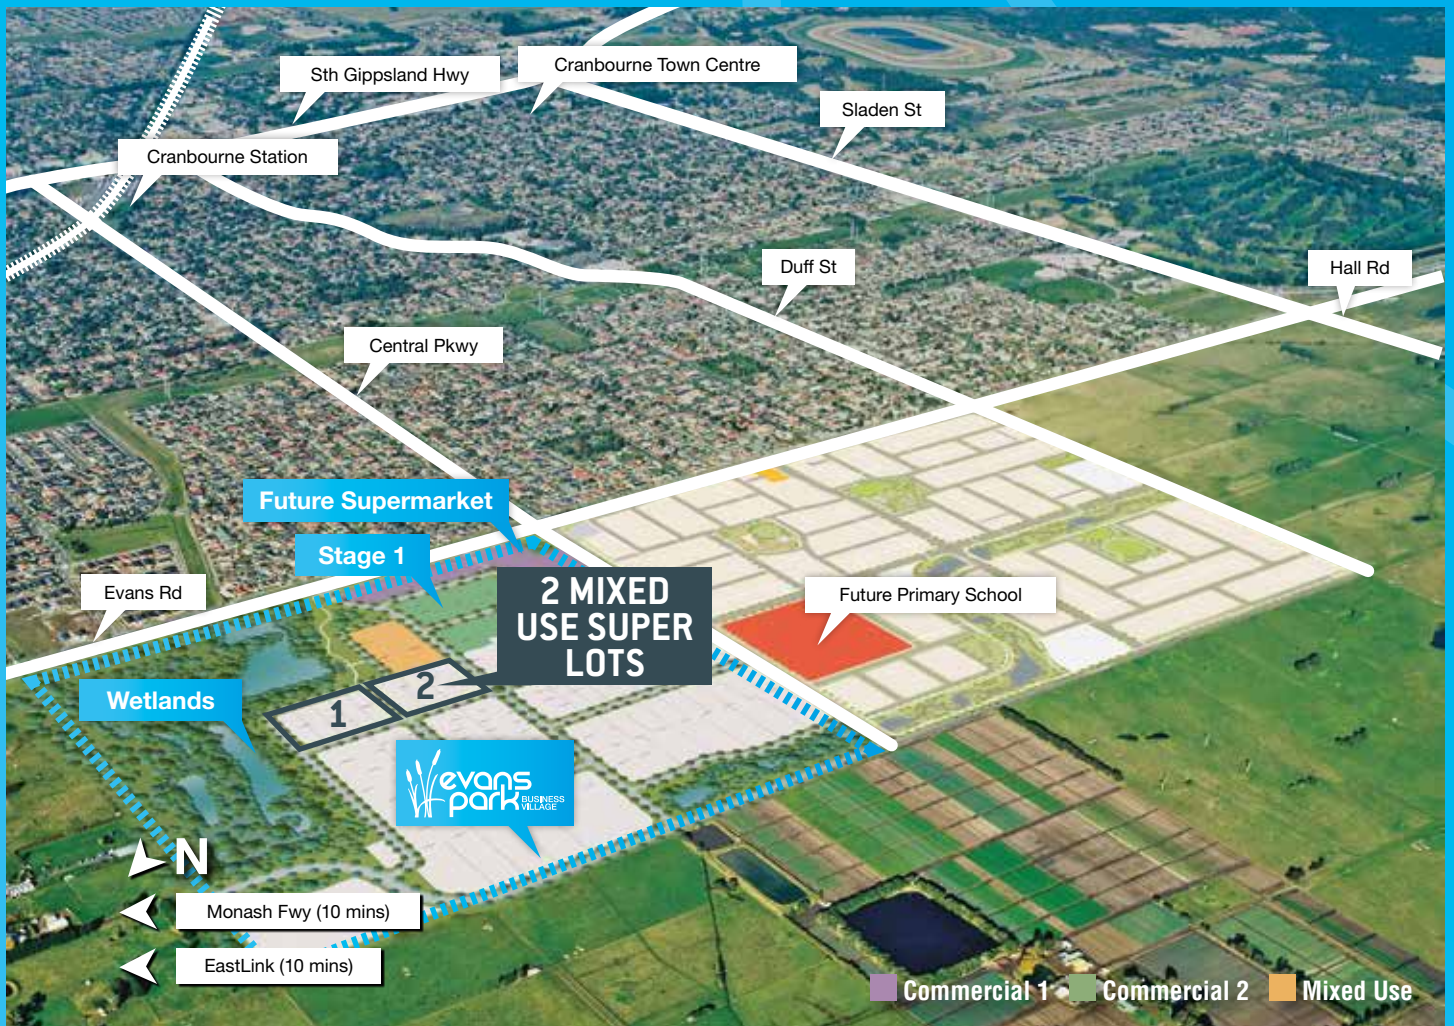 Sth Gippsland Hwy
Cranbourne Town Centre
Sladen St
Cranbourne Station
Duff St
Hall Rd
Central Pkwy
Future Supermarket
Stage 1
Evans Rd
2 MIXED
USE SUPER
LOTS
Future Primary School
Wetlands
1
2
evans
park BUSINESS
VILLAGE
N
Monash Fwy (10 mins)
EastLink (10 mins)
Commercial 1
Commercial 2
Mixed Use